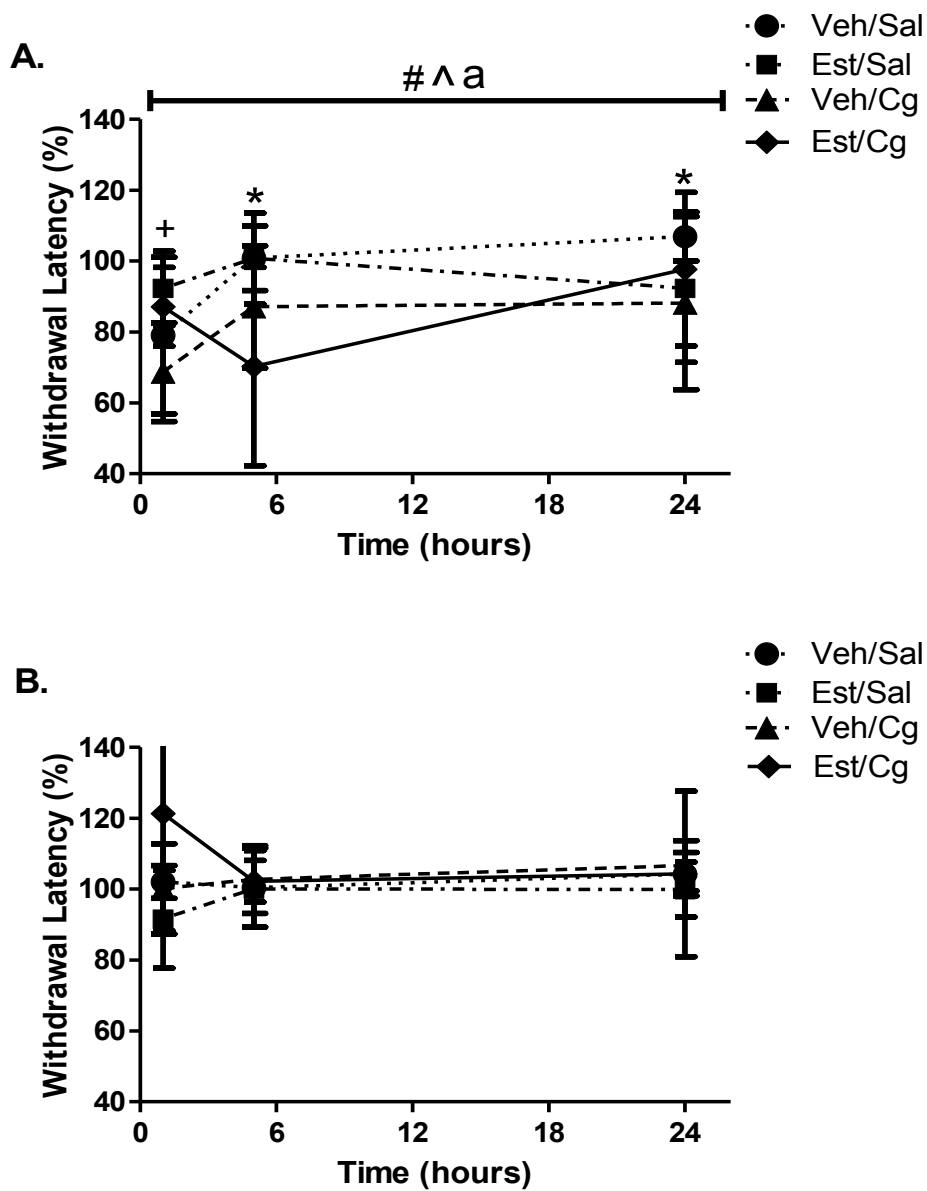 A.
# ^ a
Veh/Sal
Est/Sal
Veh/Cg
Est/Cg
Withdrawal Latency (%)
140
120
100
80
60
40
+
*
*
0 6 12 18 24
Time (hours)
B.
Veh/Sal
Est/Sal
Veh/Cg
Est/Cg
Withdrawal Latency (%)
140
120
100
80
60
40
0 6 12 18 24
Time (hours)